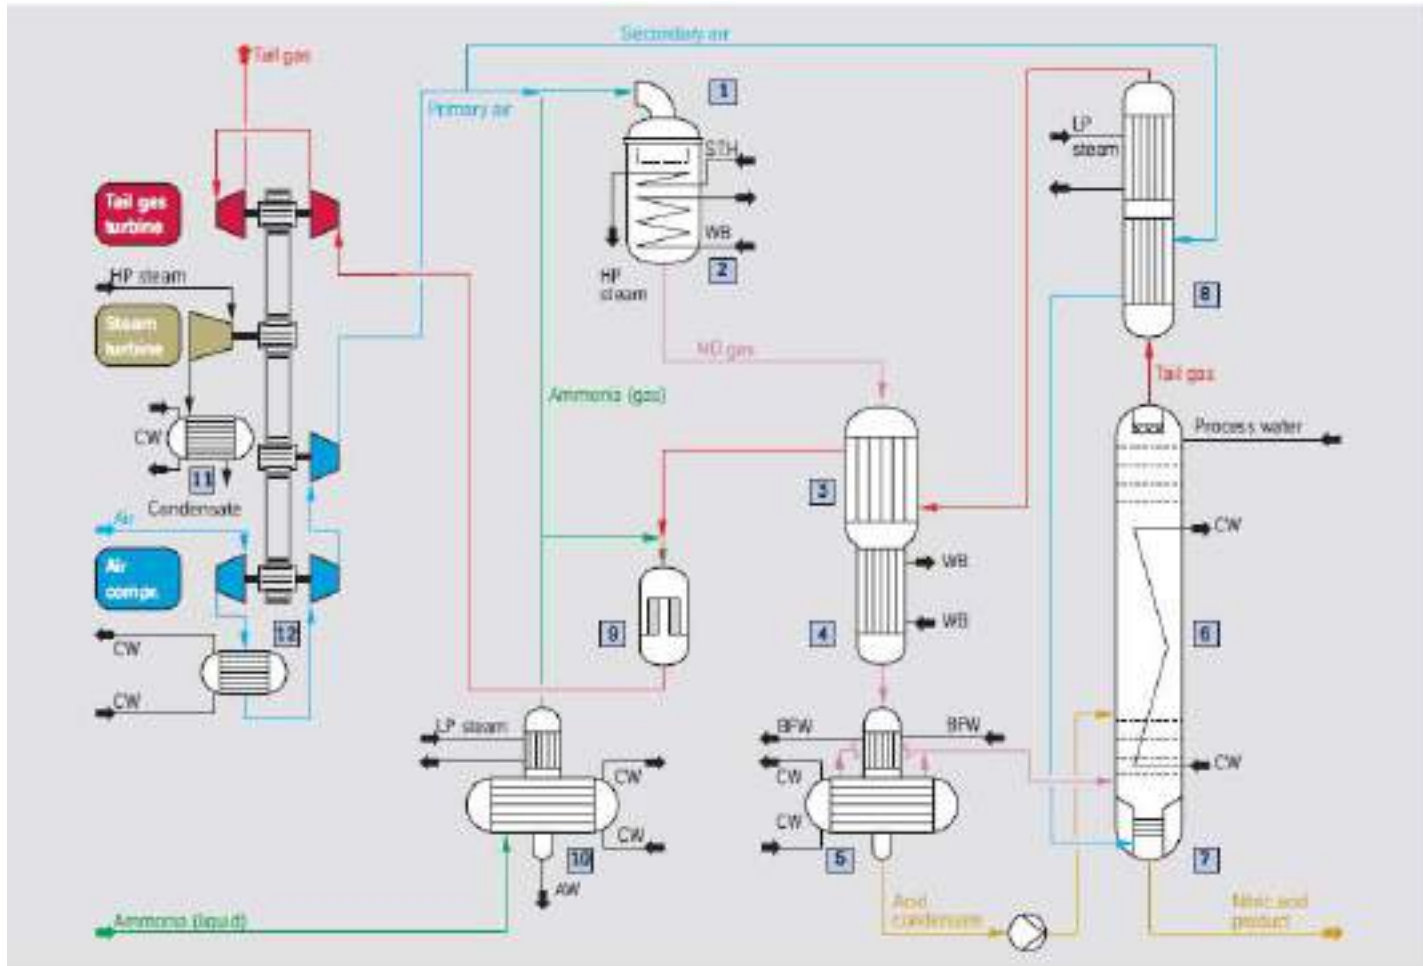 Secondary air
Tail gas
1
Primary air
LP
steam
STH
Tail gas
turbine
WB
2
HP steam
HP
steam
8
Steam
turbine
NO gas
Tail gas
Ammonia (gas)
Process water
CW
11
3
Condensate
Air
CW
WB
Air
compr.
9
4
WB
6
12
CW
CW
LP steam
BFW
BFW
CW
CW
CW
CW
CW
10
5
7
AW
Ammonia (liquid)
Acid
condensate
Nitric acid
product